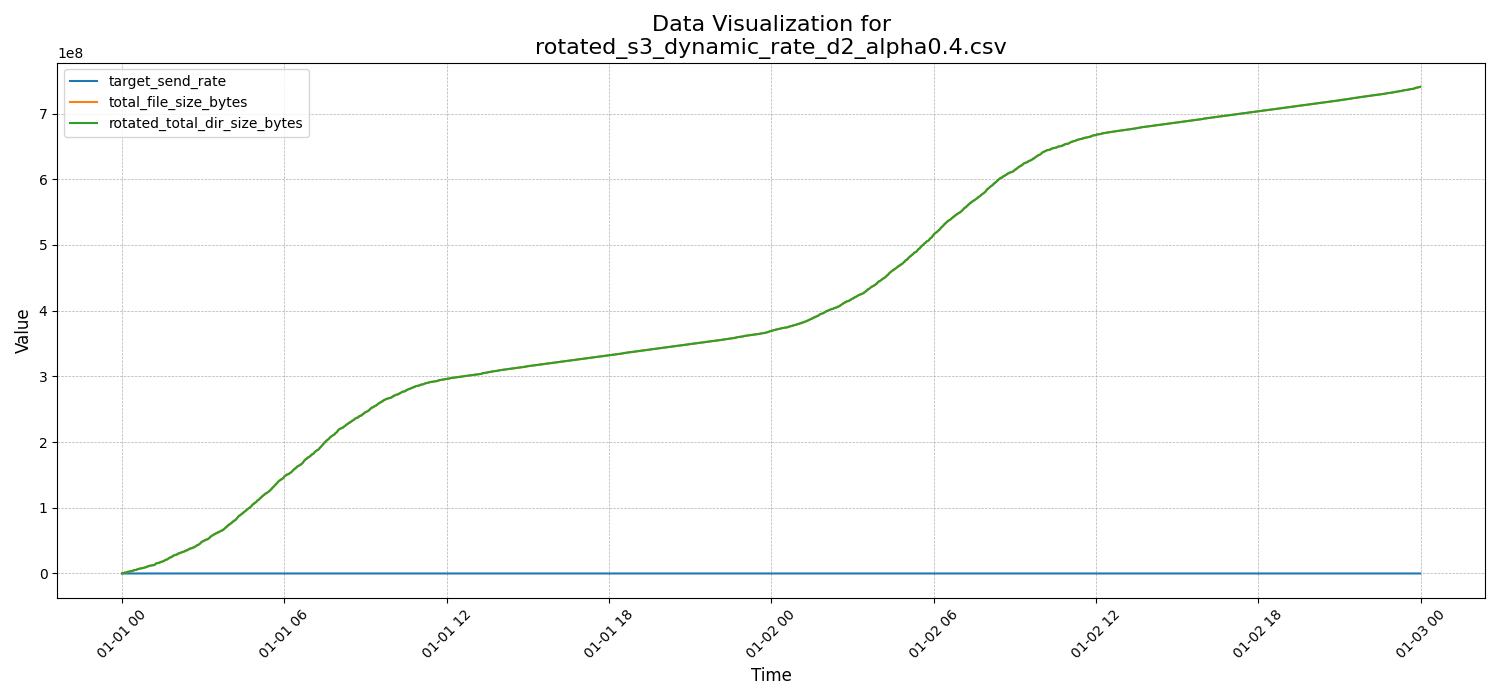 Data Visualization for
rotated_s3_dynamic_rate_d2_alpha0.4.csv
1e8
target_send_rate
total_file_size_bytes
rotated_total_dir_size_bytes
7
6
5
4
3
2
1
0
Value
01-01 00
01-01 06
01-01 12
01-01 18
01-02 00
01-02 06
01-02 12
01-02 18
01-03 00
Time